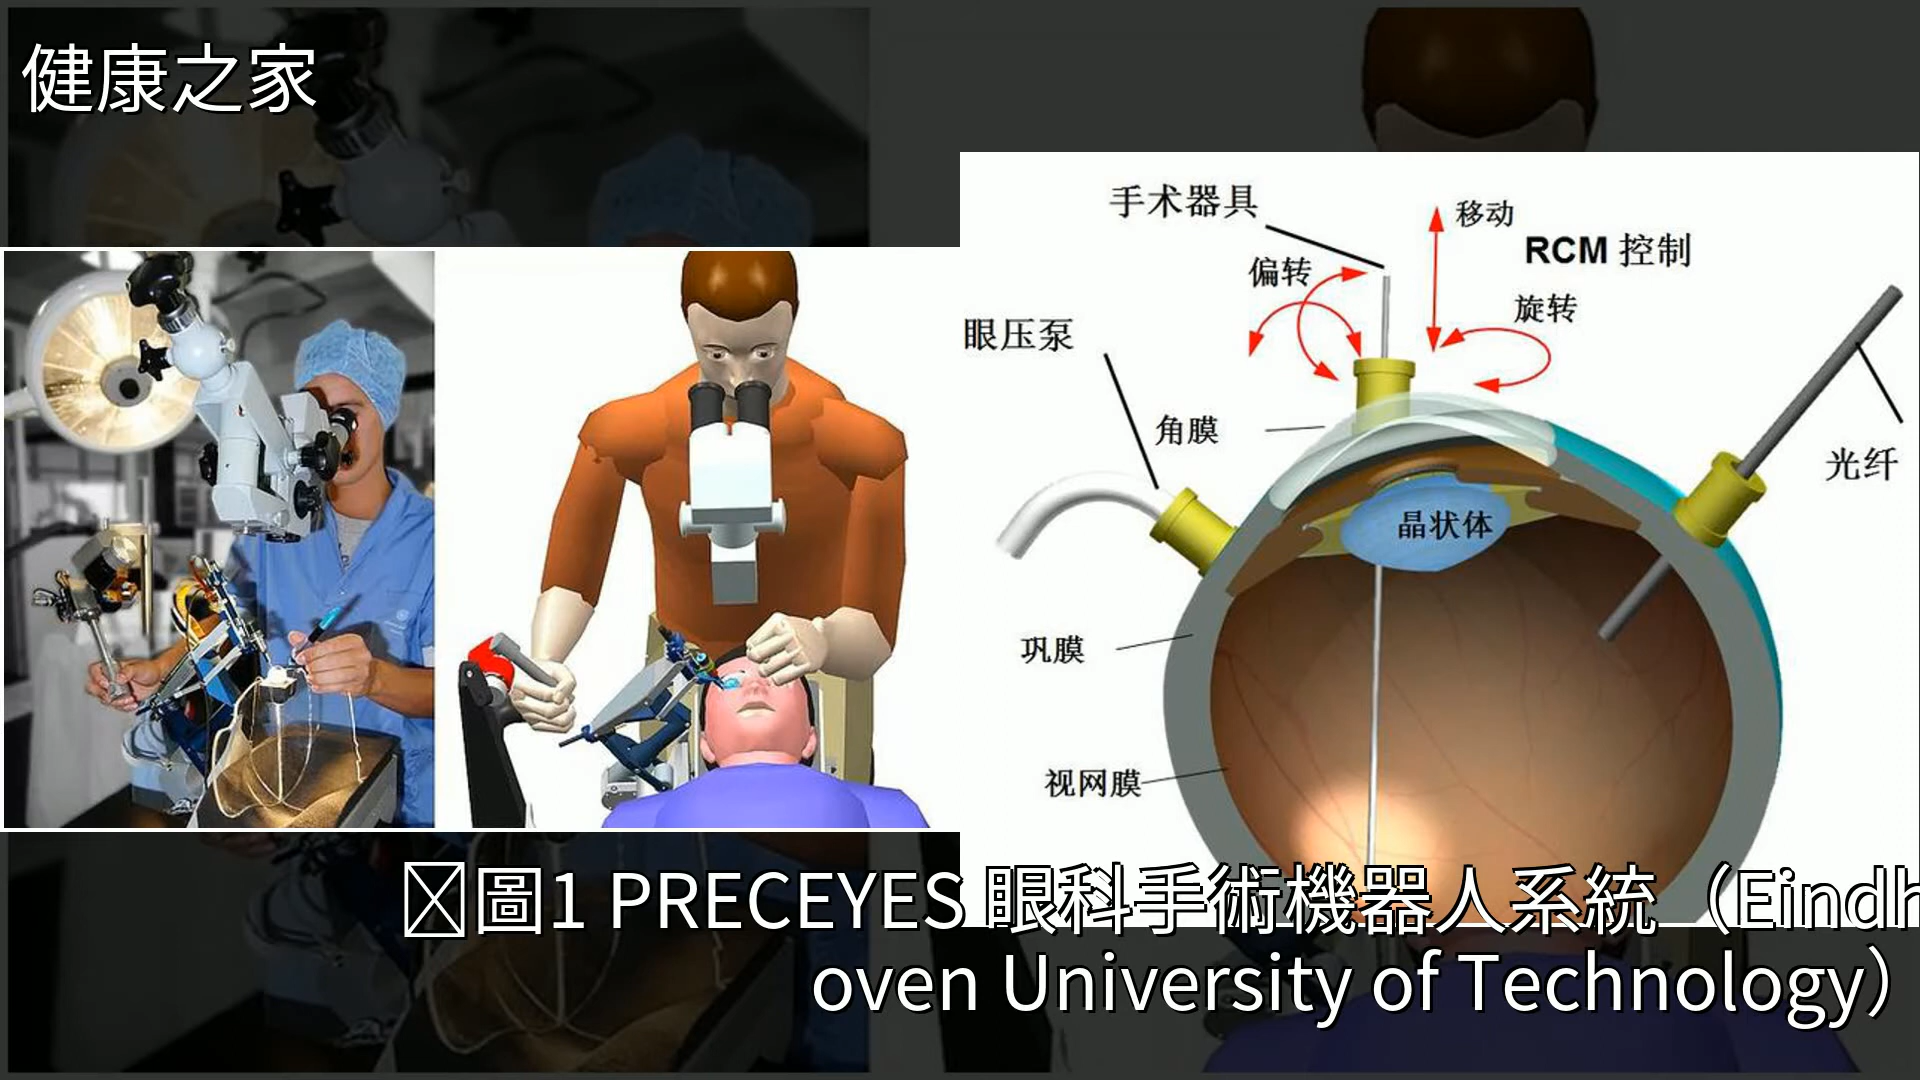 健康之家
手术器具
移动
RCM 控制
偏转
旋转
眼压泵
角膜
光纤
晶状体
巩膜
视网膜
圖1 PRECEYES 眼科手術機器人系統（Eindh
oven University of Technology）